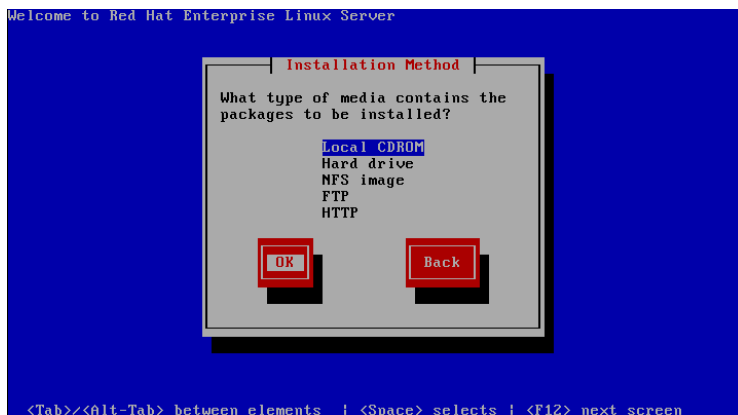 Welcome to Red Hat Enterprise Linux Server
Installation Method
What type of media contains the
packages to be installed?
Local CDROM
Hard drive
NFS image
FTP
HTTP
OK Back
<Tab>/<Alt-Tab> between elements | <Space> selects | <F12> next screen